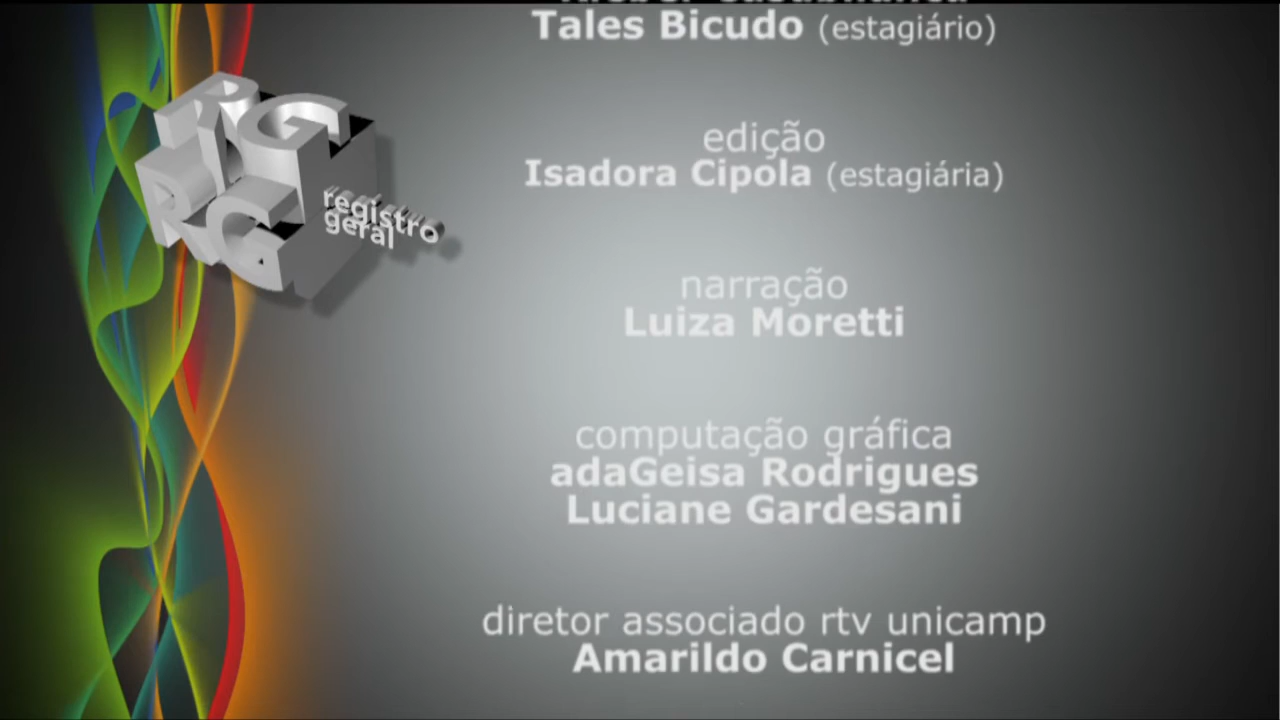 Tales Bicudo (estagiário)
edição
Isadora Cipola (estagiária)
narração
Luiza Moretti
computação gráfica
adaGeisa Rodrigues
Luciane Gardesani
diretor associado rtv unicamp
Amarildo Carnicel
RG
RG
registro
geral